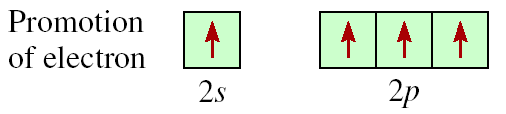 Promotion
of electron
2s 2p